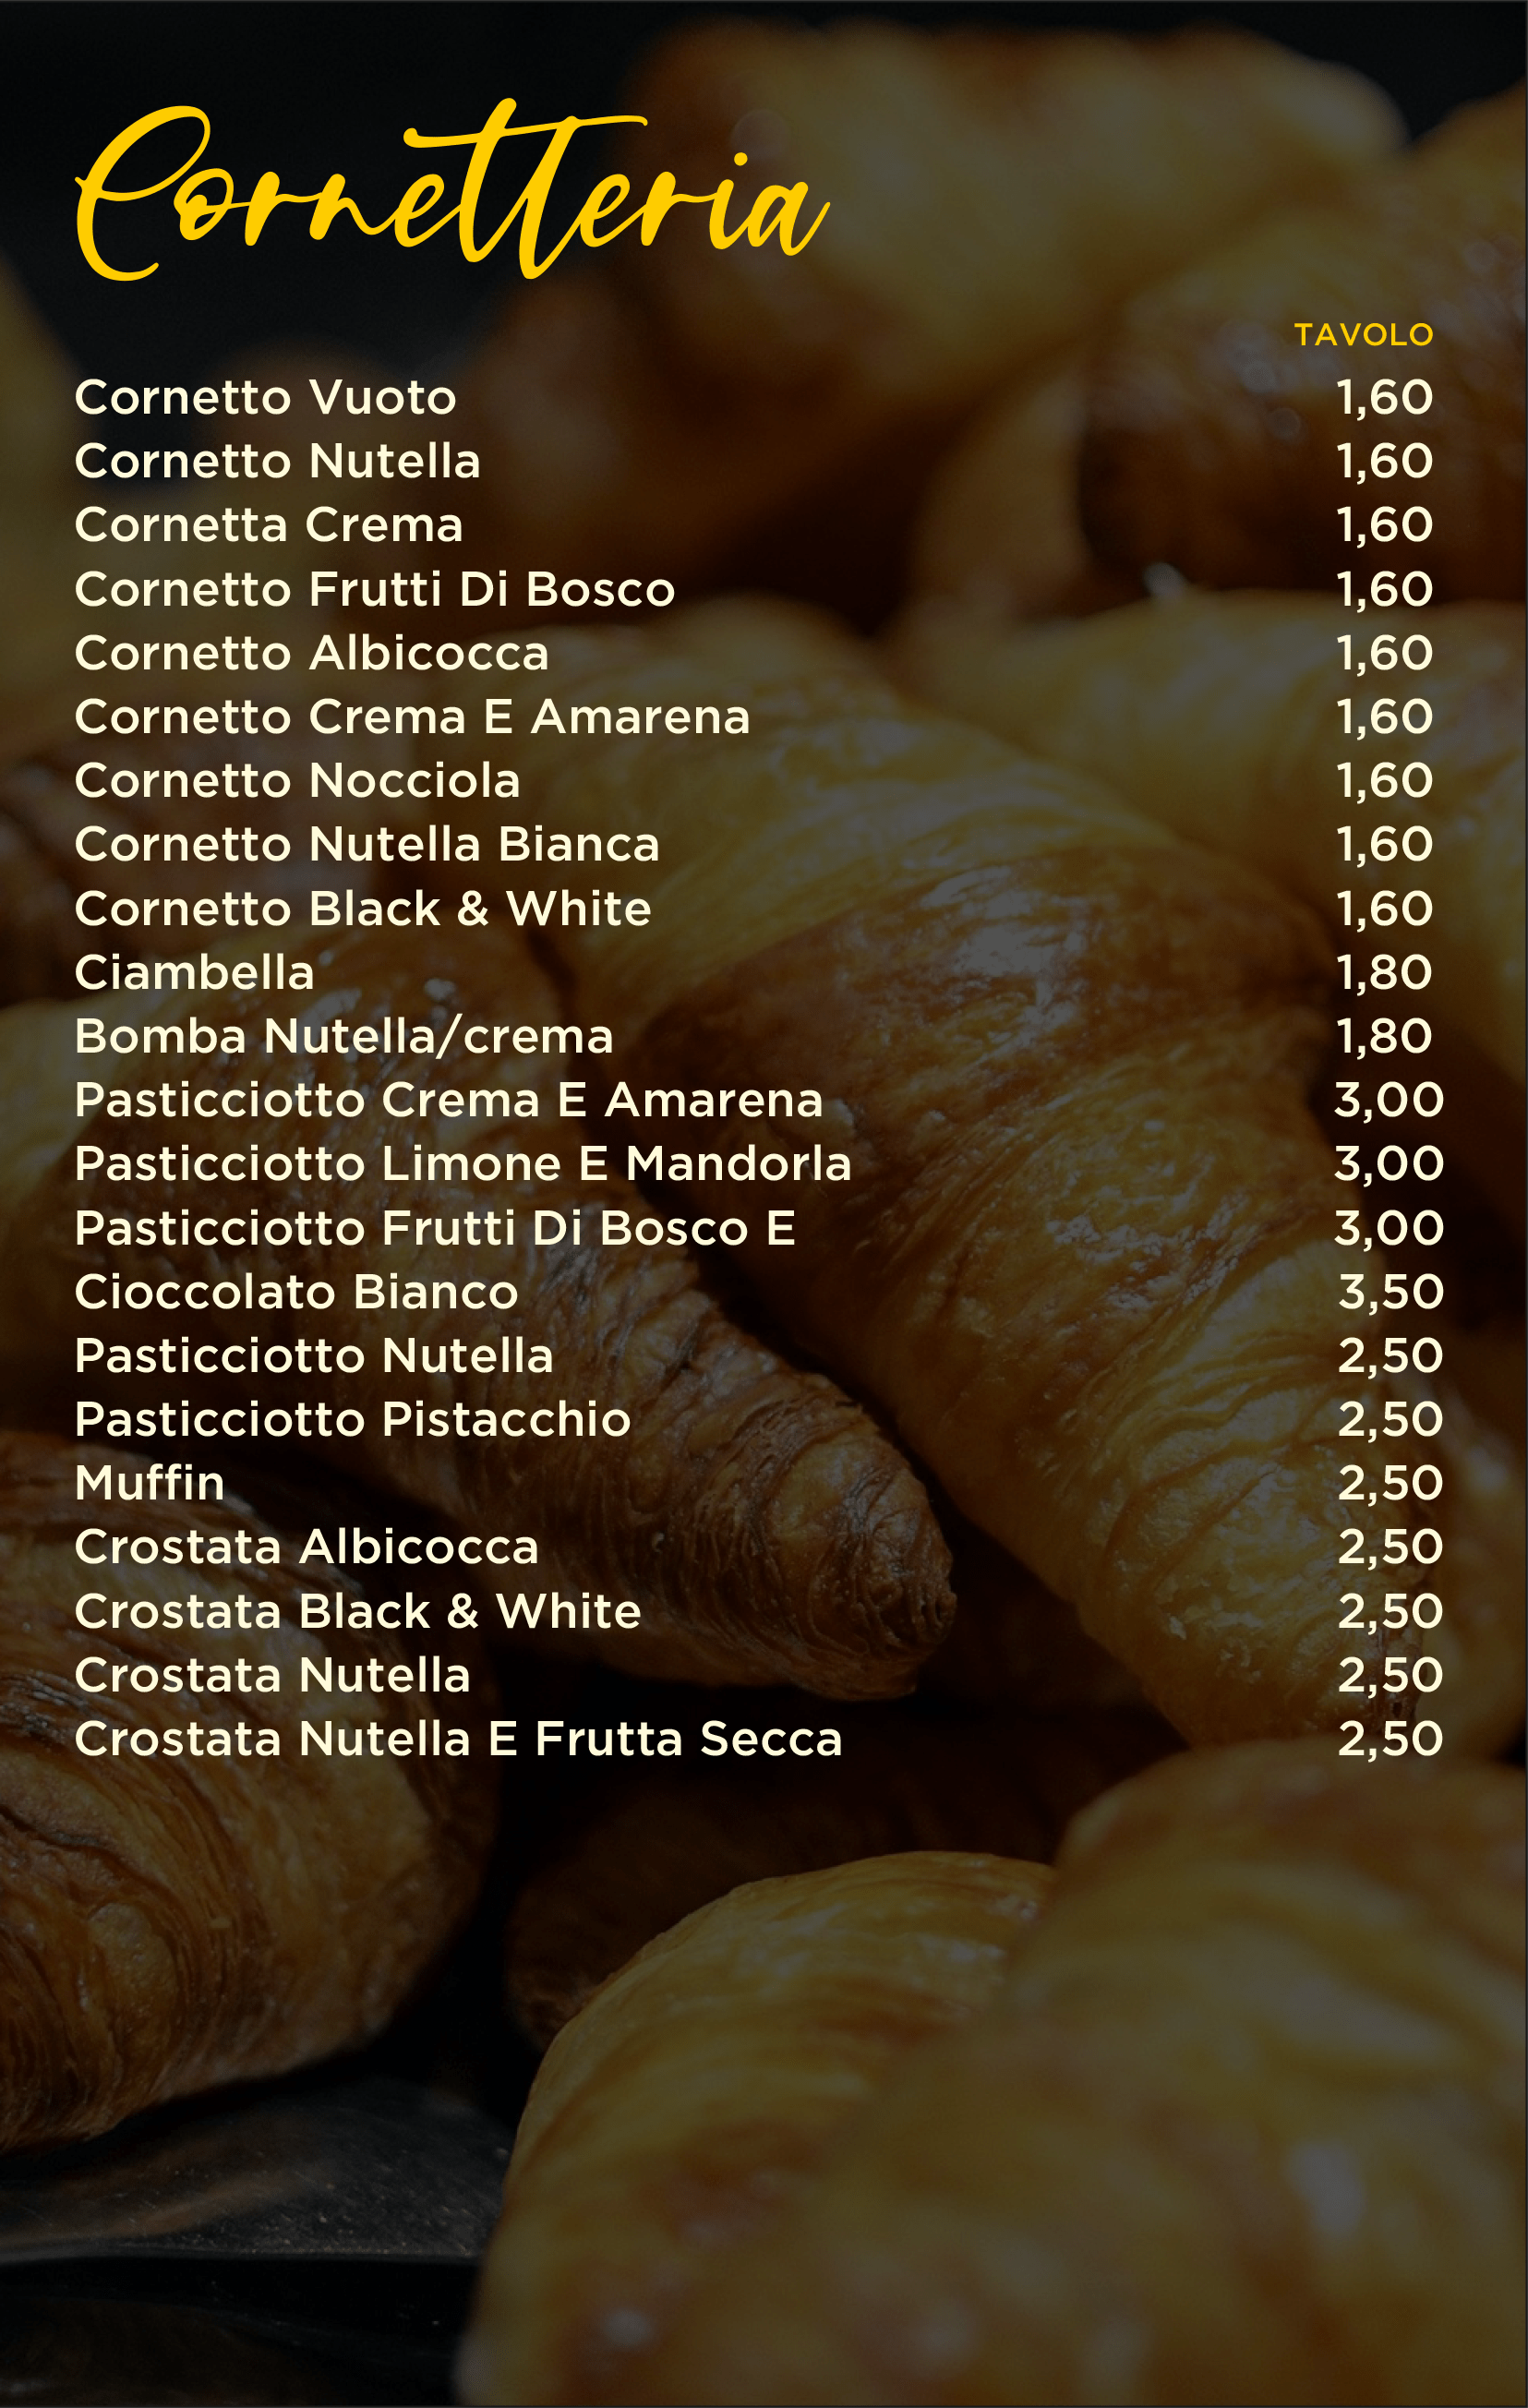 Cornetteria
TAVOLO
Cornetto Vuoto 1,60
Cornetto Nutella 1,60
Cornetta Crema 1,60
Cornetto Frutti Di Bosco 1,60
Cornetto Albicocca 1,60
Cornetto Crema E Amarena 1,60
Cornetto Nocciola 1,60
Cornetto Nutella Bianca 1,60
Cornetto Black & White 1,60
Ciambella 1,80
Bomba Nutella/crema 1,80
Pasticciotto Crema E Amarena 3,00
Pasticciotto Limone E Mandorla 3,00
Pasticciotto Frutti Di Bosco E 3,00
Cioccolato Bianco 3,50
Pasticciotto Nutella 2,50
Pasticciotto Pistacchio 2,50
Muffin 2,50
Crostata Albicocca 2,50
Crostata Black & White 2,50
Crostata Nutella 2,50
Crostata Nutella E Frutta Secca 2,50